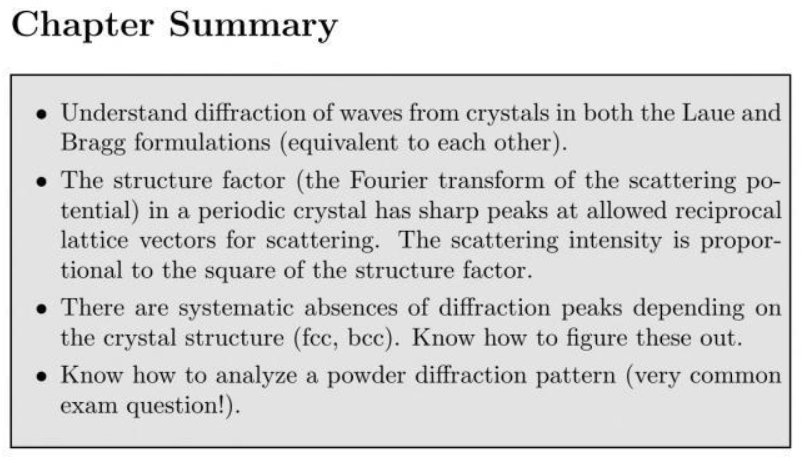 Chapter Summary
• Understand diffraction of waves from crystals in both the Laue and
Bragg formulations (equivalent to each other).
• The structure factor (the Fourier transform of the scattering po-
tential) in a periodic crystal has sharp peaks at allowed reciprocal
lattice vectors for scattering. The scattering intensity is propor-
tional to the square of the structure factor.
• There are systematic absences of diffraction peaks depending on
the crystal structure (fcc, bcc). Know how to figure these out.
• Know how to analyze a powder diffraction pattern (very common
exam question!).